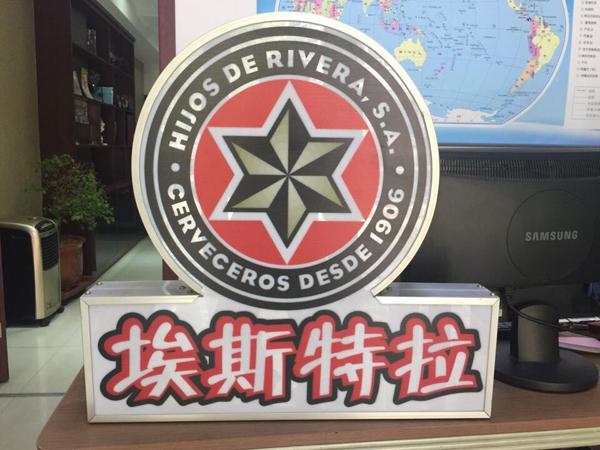 HIJOS DE RIVERA, S.A.
CERVECEROS DESDE 1906
埃斯特拉
SAMSUNG